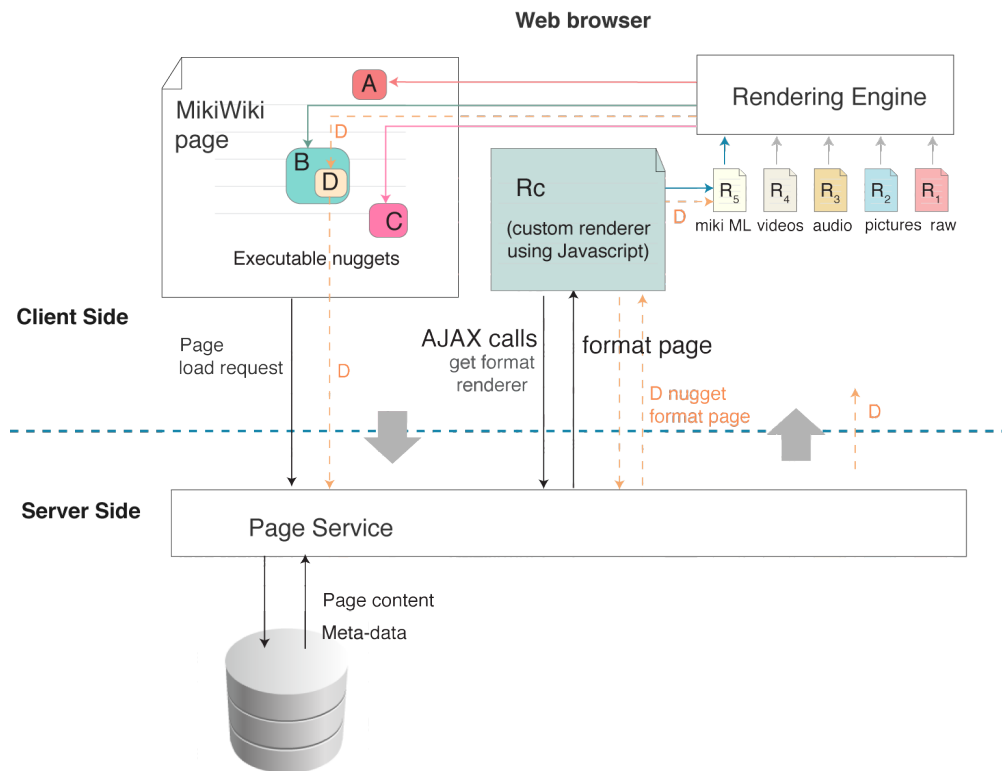 Web browser
MikiWiki
page
A
B
D
D
C
Executable nuggets
Rendering Engine
Rc
(custom renderer
using Javascript)
D
R5
R4
R3
R2
R1
miki ML
videos
audio
pictures
raw
Client Side
Page
load request
D
AJAX calls
get format
renderer
format page
D nugget
format page
D
Server Side
Page Service
Page content
Meta-data